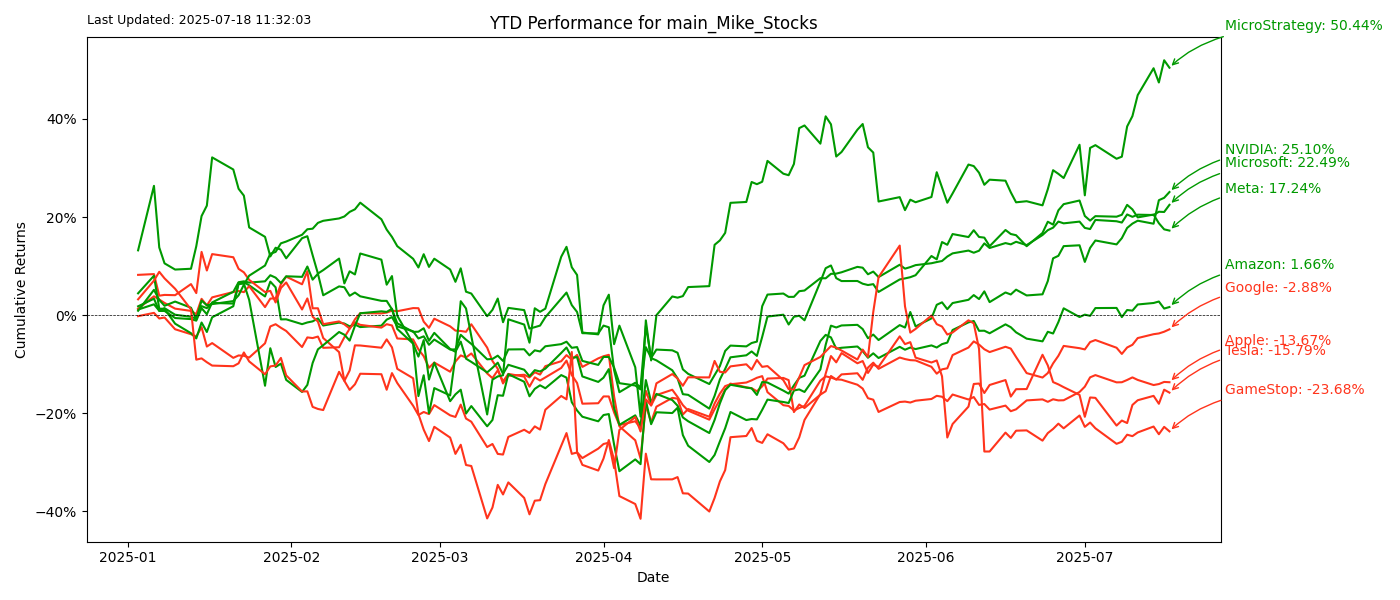 Last Updated: 2025-07-18 11:32:03
YTD Performance for main_Mike_Stocks
MicroStrategy: 50.44%
NVIDIA: 25.10%
Microsoft: 22.49%
Meta: 17.24%
Amazon: 1.66%
Google: -2.88%
Apple: -13.67%
Tesla: -15.79%
GameStop: -23.68%
Cumulative Returns
40%
20%
0%
−20%
−40%
2025-01
2025-02
2025-03
2025-04
2025-05
2025-06
2025-07
Date